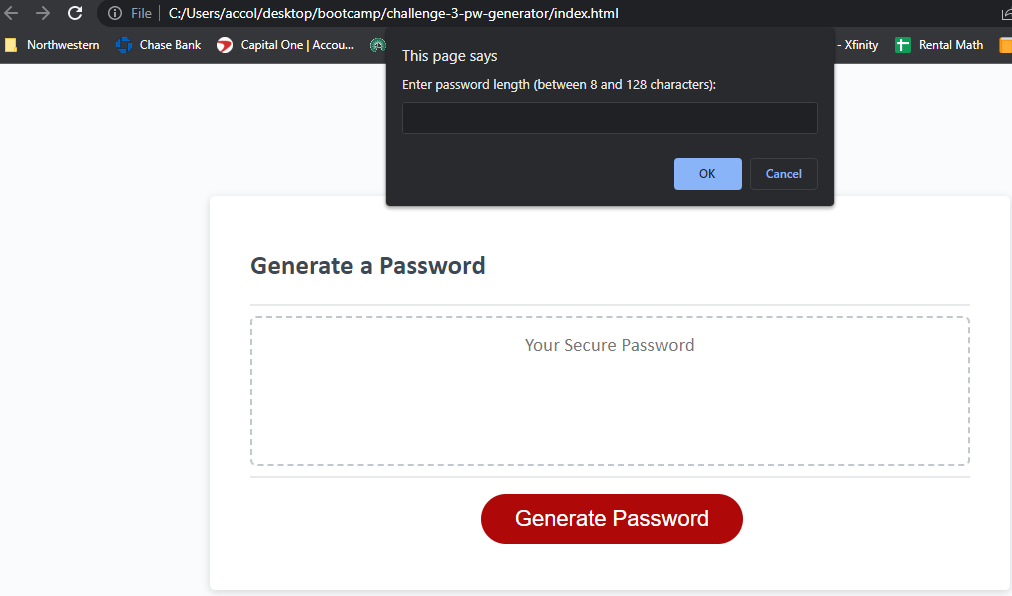 File C:/Users/accol/desktop/bootcamp/challenge-3-pw-generator/index.html
Northwestern Chase Bank Capital One | Accou... - Xfinity Rental Math
This page says
Enter password length (between 8 and 128 characters):
OK Cancel
Generate a Password
Your Secure Password
Generate Password